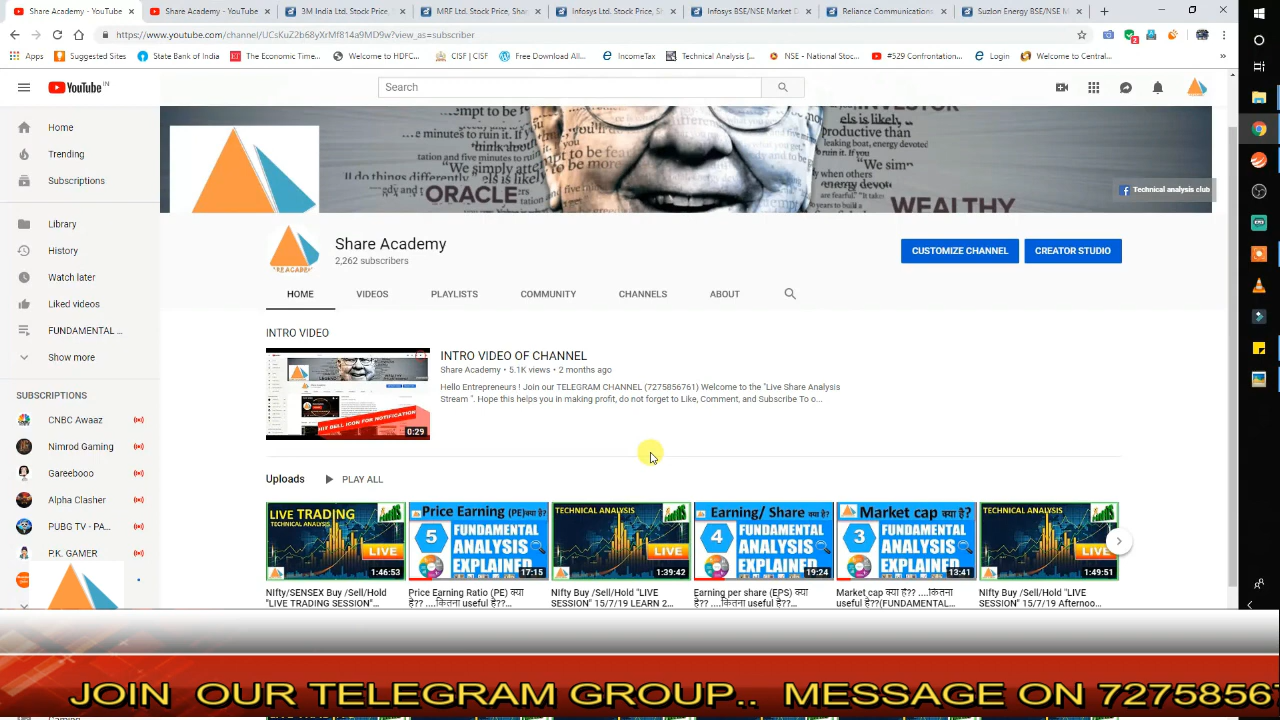 Share Academy - YouTube
Share Academy - YouTube
3M India Ltd. Stock Price,
MRF Ltd. Stock Price, Sha
Infosys Ltd. Stock Price, S
Infosys BSE/NSE Market
Reliance Communications
Suzlon Energy BSE/NSE M
https://www.youtube.com/channel/UCsKuZ2b68yXrMf814a9MD9w?view_as=subscriber
Apps
Suggested Sites
State Bank of India
The Economic Time...
Welcome to HDFC...
CISF | CISF
Free Download All...
IncomeTax
Technical Analysis [...
NSE - National Stoc...
#529 Confrontation...
Login
Welcome to Central...
YouTube IN
Search
Home
Trending
Subscriptions
Library
History
Watch later
Liked videos
FUNDAMENTAL ...
Show more
SUBSCRIPTIONS
CNBC Awaaz
Nimrod Gaming
Gareebooo
Alpha Clasher
PUBG TV - PA...
P.K. GAMER
ORACLE
WEALTHY
Technical analysis club
Share Academy
2,262 subscribers
CUSTOMIZE CHANNEL
CREATOR STUDIO
HOME
VIDEOS
PLAYLISTS
COMMUNITY
CHANNELS
ABOUT
INTRO VIDEO
INTRO VIDEO OF CHANNEL
Share Academy • 5.1K views • 2 months ago
Hello Entrepreneurs ! Join our TELEGRAM CHANNEL (7275856761) Welcome to the "Live Share Analysis
Stream ". Hope this helps you in making profit, do not forget to Like, Comment, and Subscribe To o...
0:29
Uploads
PLAY ALL
LIVE TRADING
TECHNICAL ANALYSIS
LIVE
1:46:53
Price Earning (PE)क्या है?
5
FUNDAMENTAL
ANALYSIS
EXPLAINED
17:15
TECHNICAL ANALYSIS
LIVE
1:39:42
Earning/ Share क्या है?
4
FUNDAMENTAL
ANALYSIS
EXPLAINED
19:24
Market cap क्या है?
3
FUNDAMENTAL
ANALYSIS
EXPLAINED
13:41
TECHNICAL ANALYSIS
LIVE
1:49:51
Nifty/SENSEX Buy /Sell/Hold
"LIVE TRADING SESSION"...
Price Earning Ratio (PE) क्या
है?? ....कितना useful है??...
Nifty Buy /Sell/Hold "LIVE
SESSION" 15/7/19 LEARN 2...
Earning per share (EPS) क्या
है?? ....कितना useful है??...
Market cap क्या है?? ....कितना
useful है??(FUNDAMENTAL...
Nifty Buy /Sell/Hold "LIVE
SESSION" 15/7/19 Afternoo...
JOIN OUR TELEGRAM GROUP.. MESSAGE ON 72758567